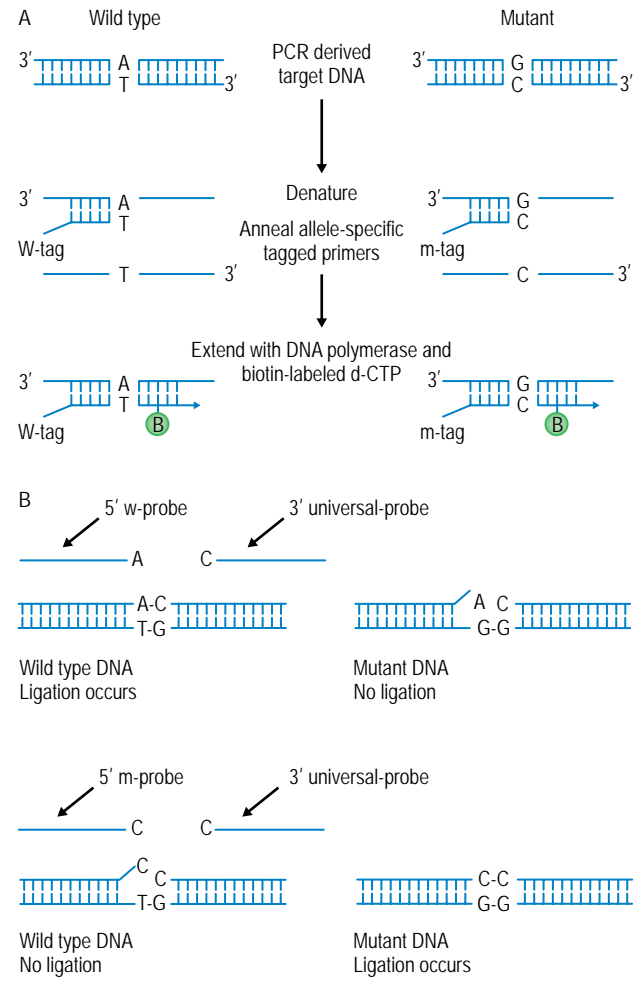 A
Wild type
Mutant
3′ A G
PCR derived
target DNA
T 3′
3′ C 3′
3′ A
T
W-tag
T 3′
Denature
Anneal allele-specific
tagged primers
3′ G
C
m-tag
C 3′
Extend with DNA polymerase and
biotin-labeled d-CTP
3′ A
T
B
W-tag
3′ G
C
B
m-tag
B
5′ w-probe
3′ universal-probe
A C
A-C
T-G
A C
G-G
Wild type DNA
Ligation occurs
Mutant DNA
No ligation
5′ m-probe
3′ universal-probe
C C
C
C
T-G
C-C
G-G
Wild type DNA
No ligation
Mutant DNA
Ligation occurs